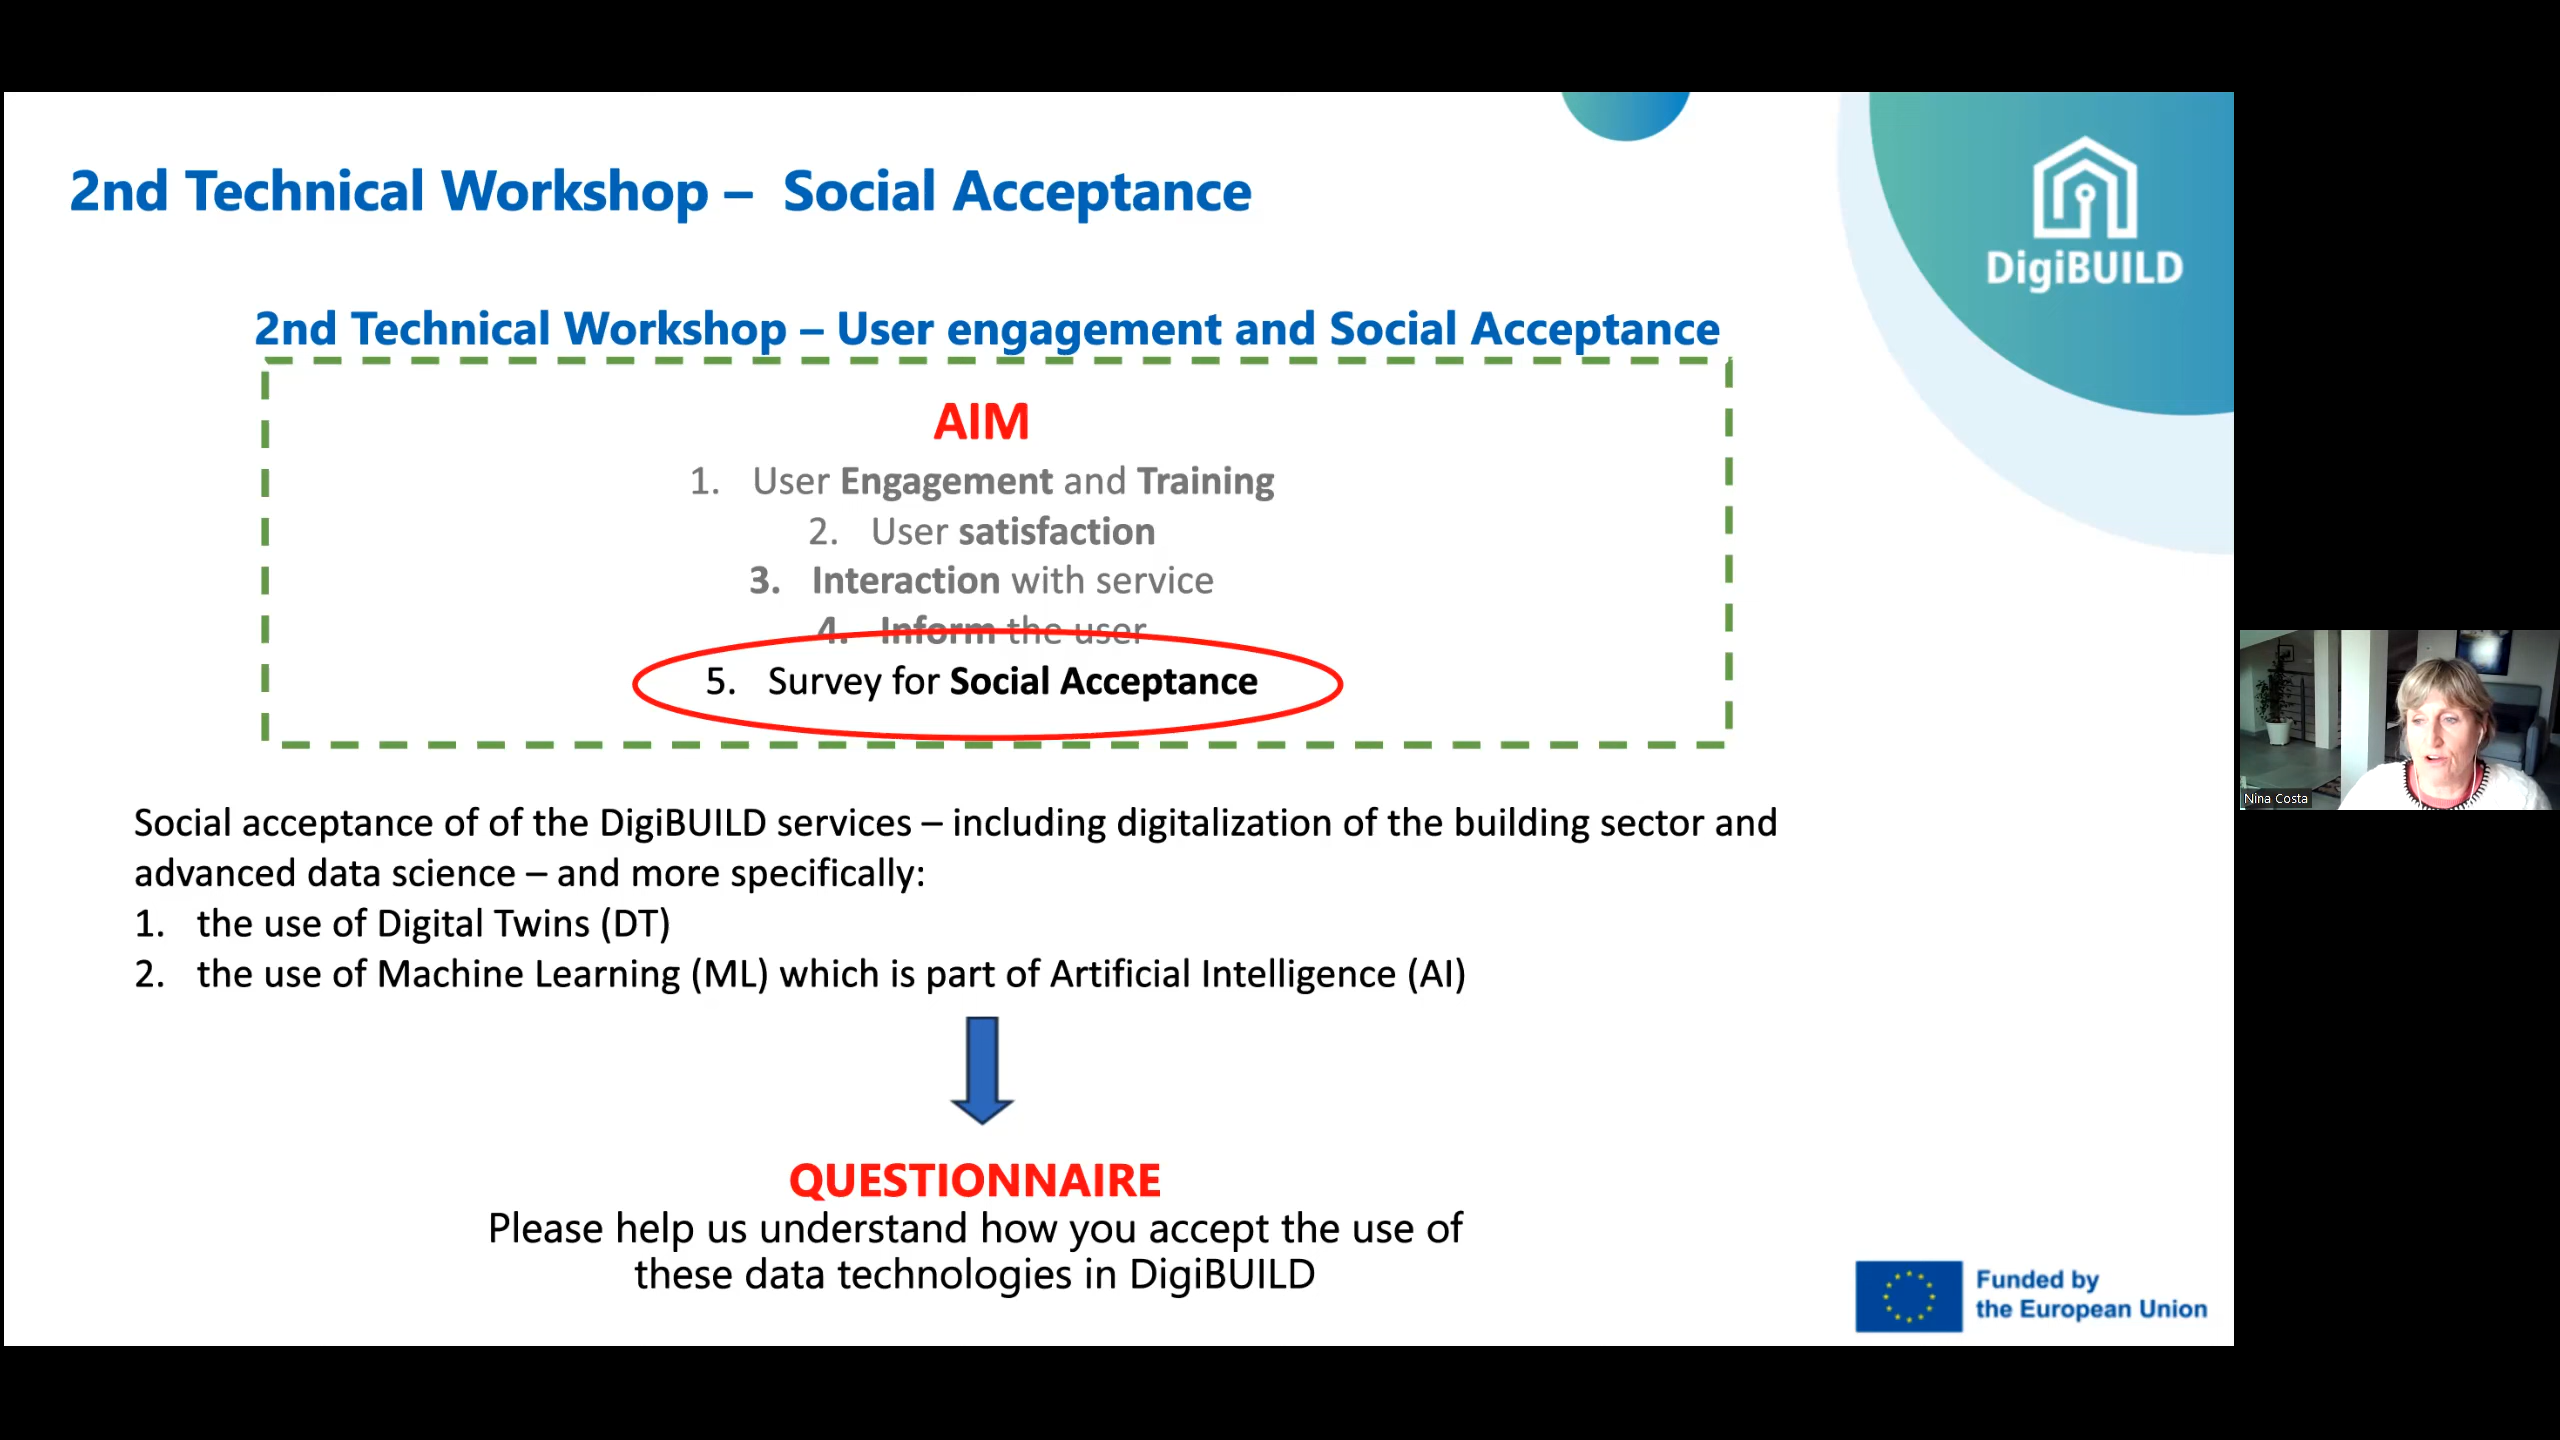 2nd Technical Workshop – Social Acceptance
DigiBUILD
2nd Technical Workshop – User engagement and Social Acceptance
AIM
1. User Engagement and Training
2. User satisfaction
3. Interaction with service
4. Inform the user
5. Survey for Social Acceptance
Nina Costa
Social acceptance of of the DigiBUILD services – including digitalization of the building sector and
advanced data science – and more specifically:
1. the use of Digital Twins (DT)
2. the use of Machine Learning (ML) which is part of Artificial Intelligence (AI)
QUESTIONNAIRE
Please help us understand how you accept the use of
these data technologies in DigiBUILD
Funded by
the European Union